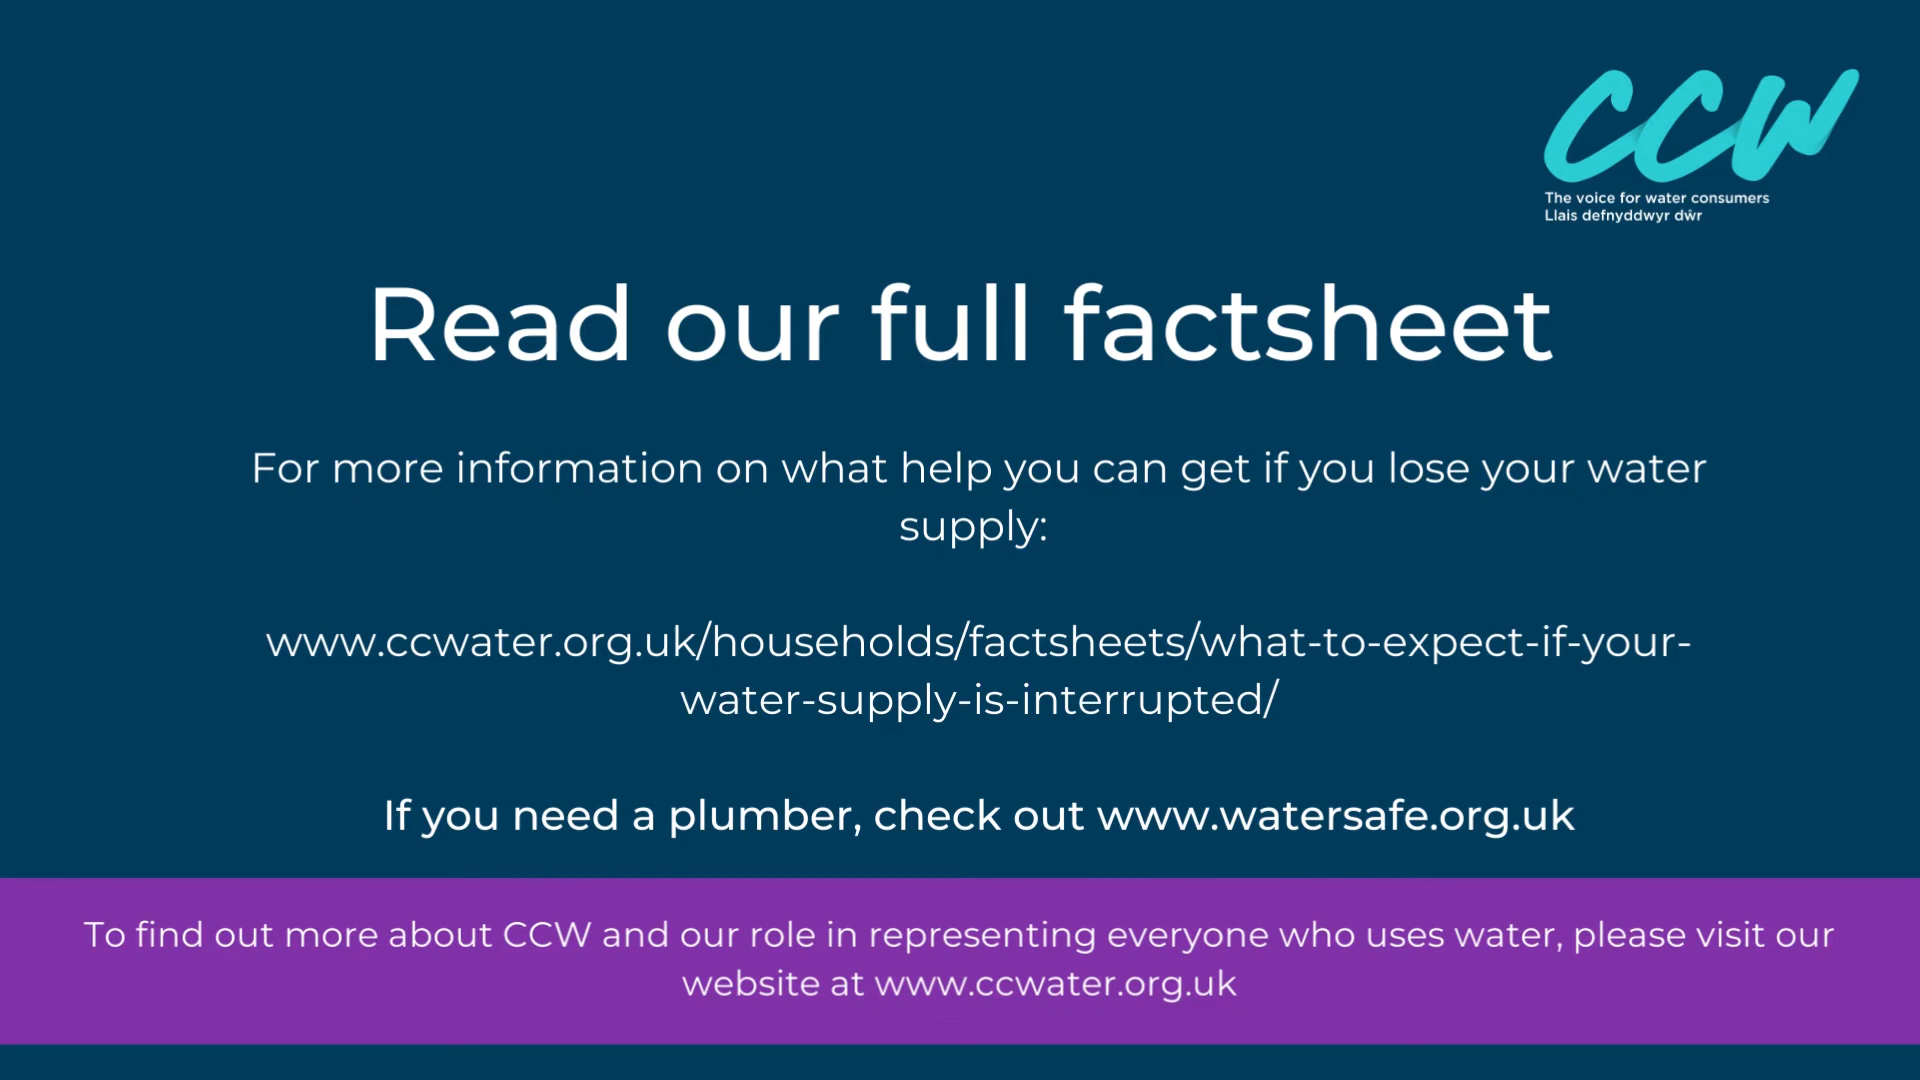 CCW
The voice for water consumers
Llais defnyddwyr dŵr
Read our full factsheet
For more information on what help you can get if you lose your water
supply:
www.ccwater.org.uk/households/factsheets/what-to-expect-if-your-
water-supply-is-interrupted/
If you need a plumber, check out www.watersafe.org.uk
To find out more about CCW and our role in representing everyone who uses water, please visit our
website at www.ccwater.org.uk